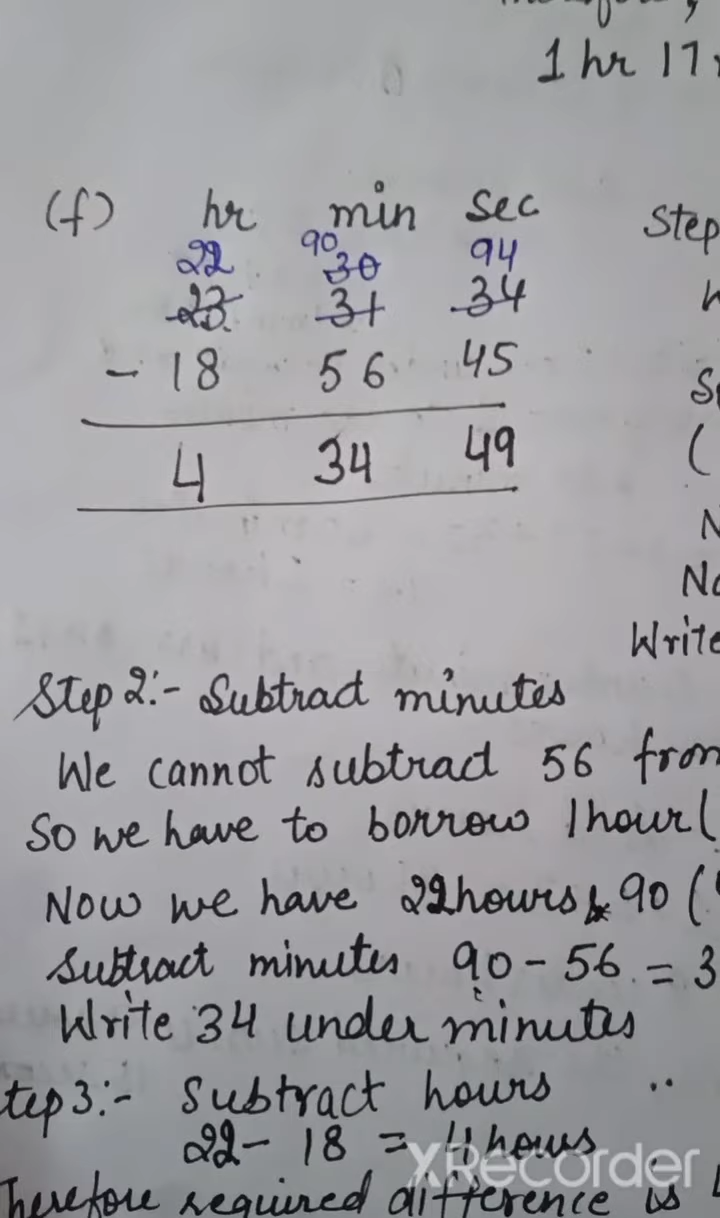 1 hr 17
(f) hr min sec
Step
22 90 30 94
23 31 34
- 18 56 45
4 34 49
(
No
Write
Step 2:- Subtract minutes
We cannot subtract 56 from
So we have to borrow 1 hour (
Now we have 22 hours & 90 (
Subtract minutes 90 - 56 = 3
Write 34 under minutes
tep 3:- Subtract hours
22 - 18 = 4 hours
XRecorder
Therefore required difference is